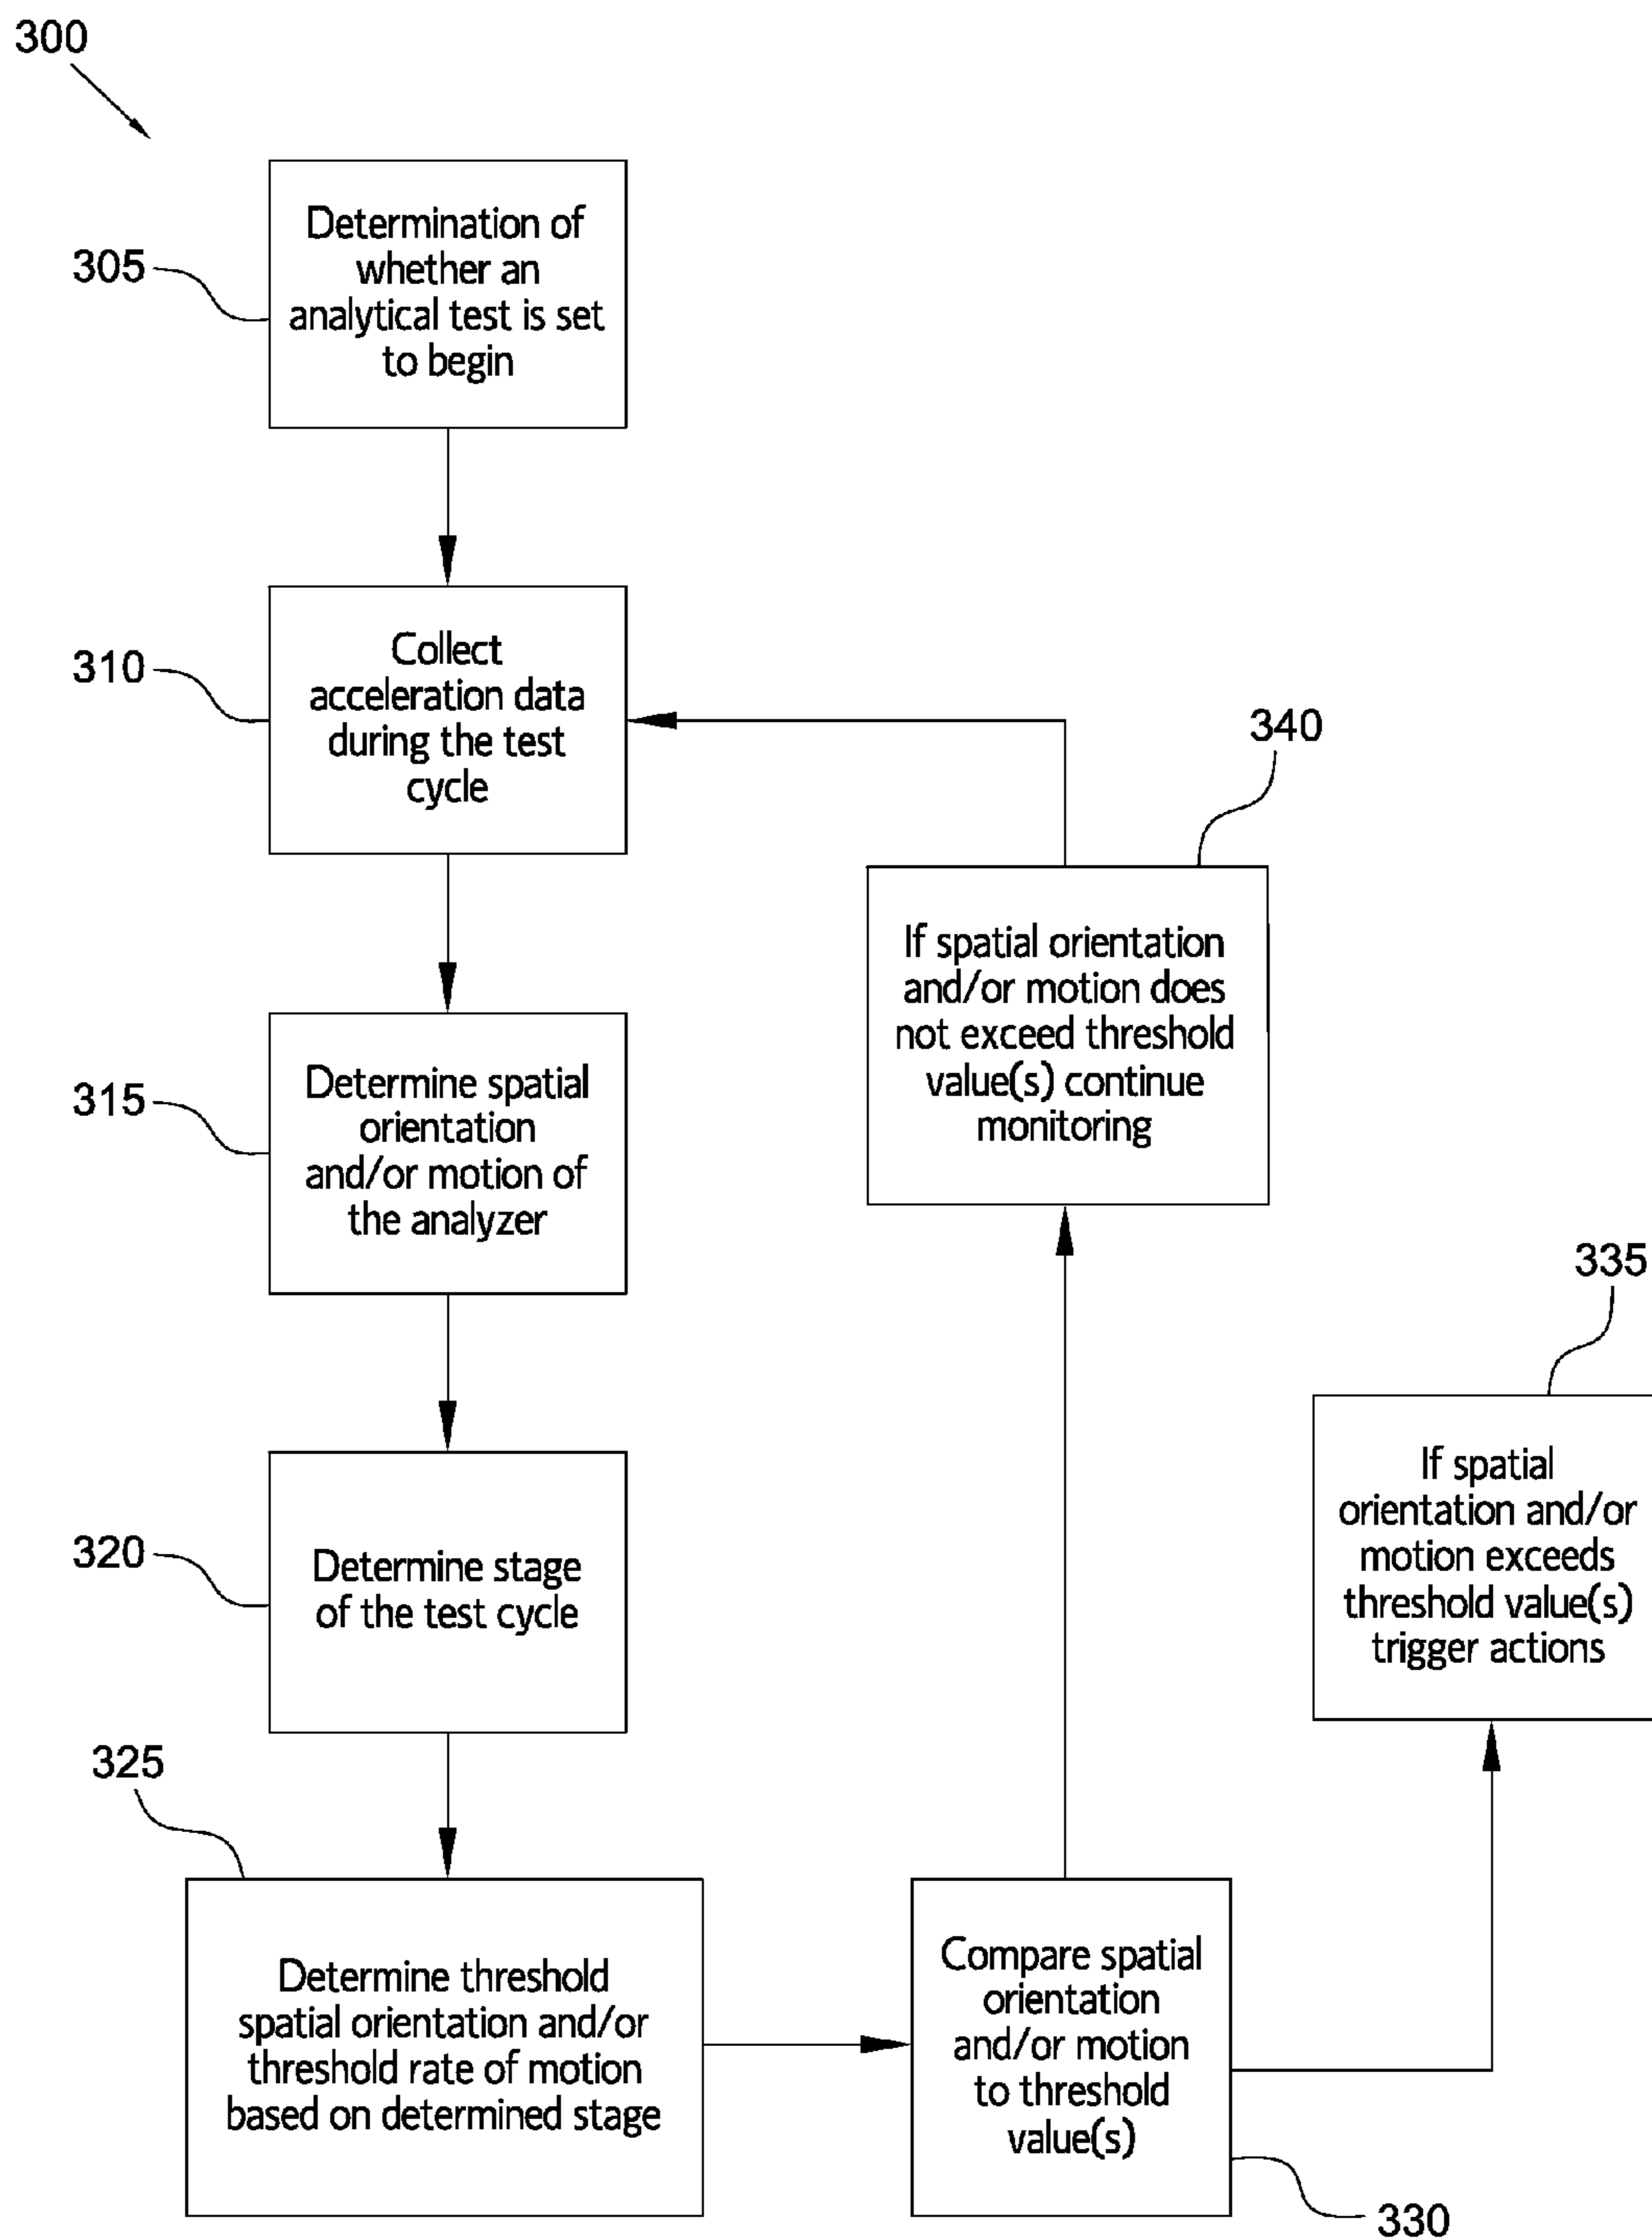 300
305
Determination of
whether an
analytical test is set
to begin
310
Collect
acceleration data
during the test
cycle
340
If spatial orientation
and/or motion does
not exceed threshold
value(s) continue
monitoring
315
Determine spatial
orientation
and/or motion of
the analyzer
335
If spatial
orientation and/or
motion exceeds
threshold value(s)
trigger actions
320
Determine stage
of the test cycle
325
Determine threshold
spatial orientation and/or
threshold rate of motion
based on determined stage
Compare spatial
orientation
and/or motion
to threshold
value(s)
330